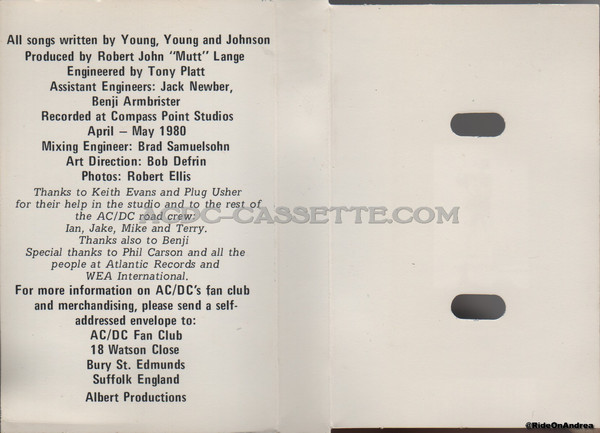 All songs written by Young, Young and Johnson
Produced by Robert John "Mutt" Lange
Engineered by Tony Platt
Assistant Engineers: Jack Newber,
Benji Armbrister
Recorded at Compass Point Studios
April – May 1980
Mixing Engineer: Brad Samuelsohn
Art Direction: Bob Defrin
Photos: Robert Ellis
Thanks to Keith Evans and Plug Usher
for their help in the studio and to the rest of
the AC/DC road crew:
Ian, Jake, Mike and Terry.
Thanks also to Benji
Special thanks to Phil Carson and all the
people at Atlantic Records and
WEA International.
For more information on AC/DC's fan club
and merchandising, please send a self-
addressed envelope to:
AC/DC Fan Club
18 Watson Close
Bury St. Edmunds
Suffolk England
Albert Productions
ACDC-CASSETTE.COM
@RideOnAndrea